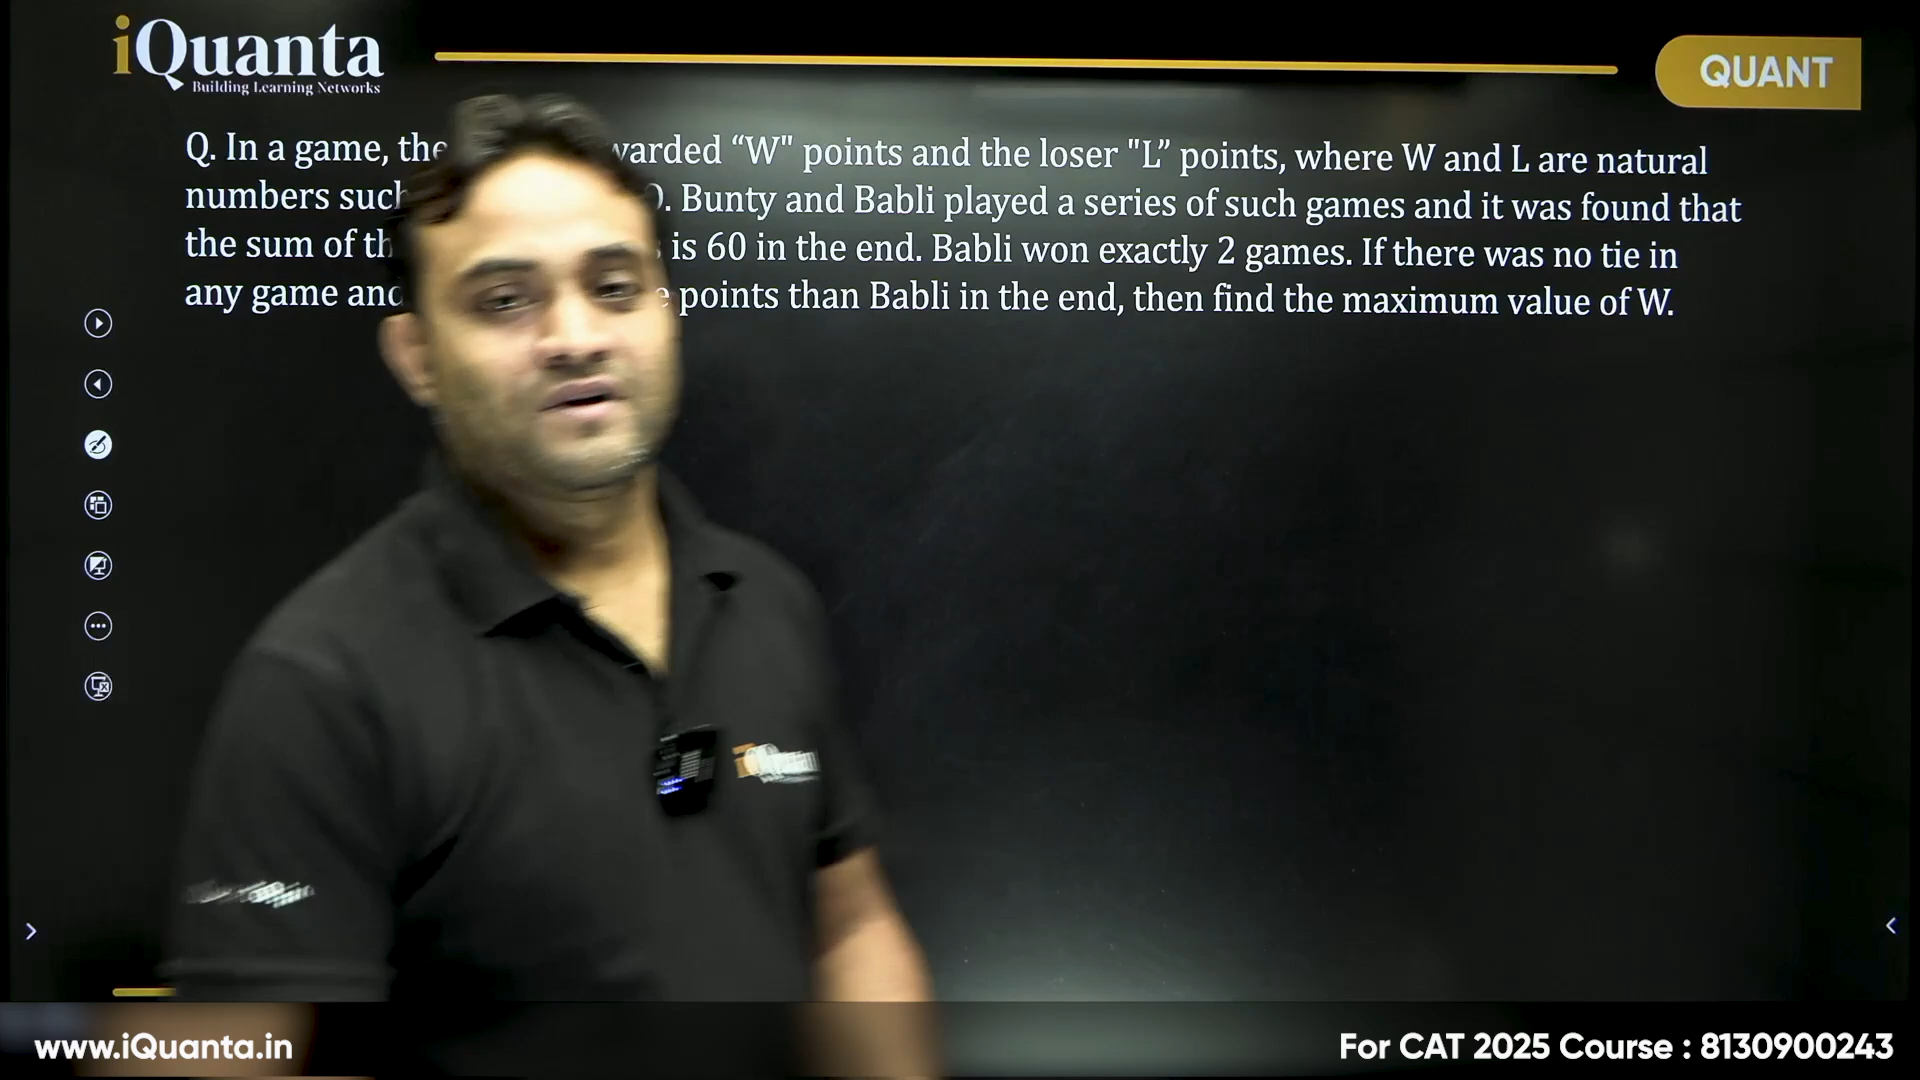 iQuanta
Building Learning Networks
QUANT
Q. In a game, the warded “W" points and the loser "L” points, where W and L are natural
numbers such . Bunty and Babli played a series of such games and it was found that
the sum of is 60 in the end. Babli won exactly 2 games. If there was no tie in
any game and points than Babli in the end, then find the maximum value of W.
www.iQuanta.in
For CAT 2025 Course : 8130900243